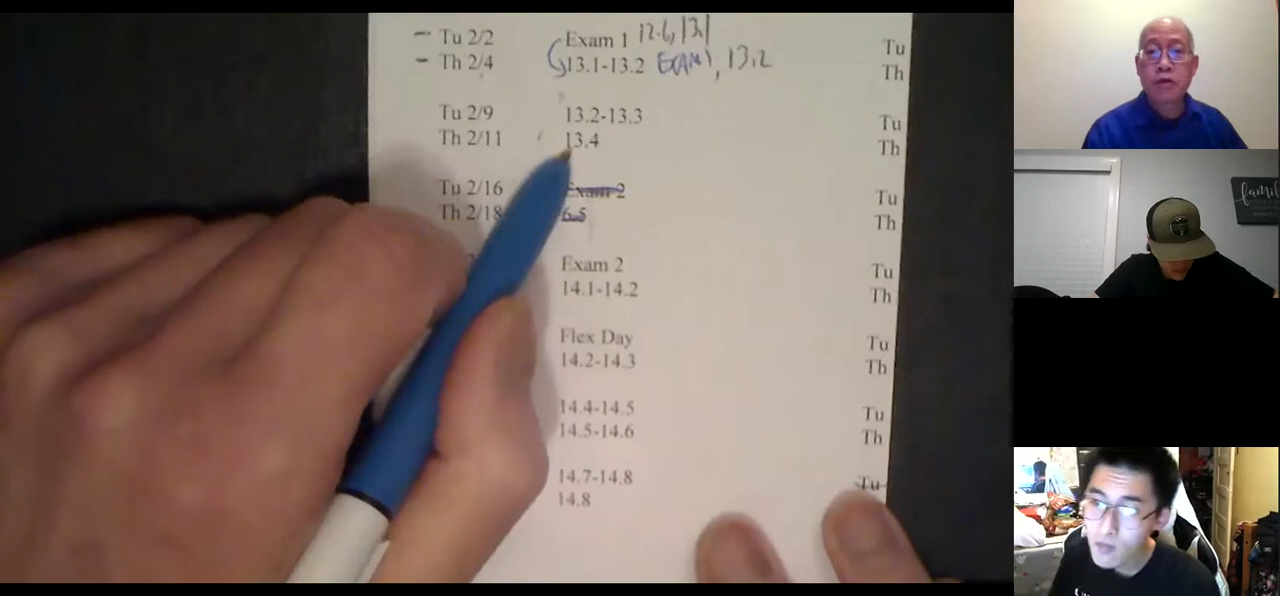 Tu 2/2 Exam 1 12.6, 13.1 Tu
Th 2/4 13.1-13.2 EXAM, 13.2 Th
Tu 2/9 13.2-13.3 Tu
Th 2/11 13.4 Th
Tu 2/16 Exam 2 Tu
Th 2/18 6.5 Th
Exam 2 Tu
14.1-14.2 Th
Flex Day Tu
14.2-14.3 Th
14.4-14.5 Tu
14.5-14.6 Th
14.7-14.8 Tu
14.8
family